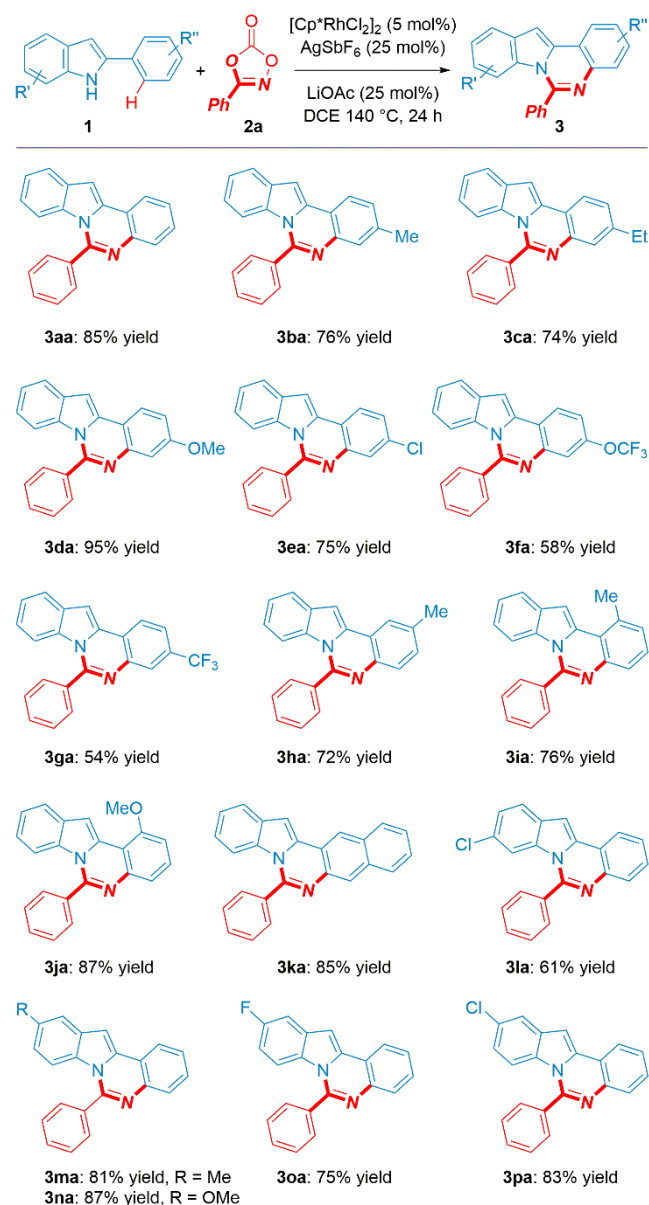 O
R''
[Cp*RhCl2]2 (5 mol%)
R''
AgSbF6 (25 mol%)
O O
N
H
+
N
LiOAc (25 mol%)
N
R'
H
Ph
DCE 140 °C, 24 h
R'
Ph
N
1
2a
3
N
N
N
N
N
Me
N
Et
3aa: 85% yield
3ba: 76% yield
3ca: 74% yield
N
N
N
N
OMe
N
Cl
N
OCF3
3da: 95% yield
3ea: 75% yield
3fa: 58% yield
Me
Me
N
N
N
N
CF3
N
N
3ga: 54% yield
3ha: 72% yield
3ia: 76% yield
MeO
Cl
N
N
N
N
N
N
3ja: 87% yield
3ka: 85% yield
3la: 61% yield
R
F
Cl
N
N
N
N
N
N
3ma: 81% yield, R = Me
3oa: 75% yield
3pa: 83% yield
3na: 87% yield, R = OMe